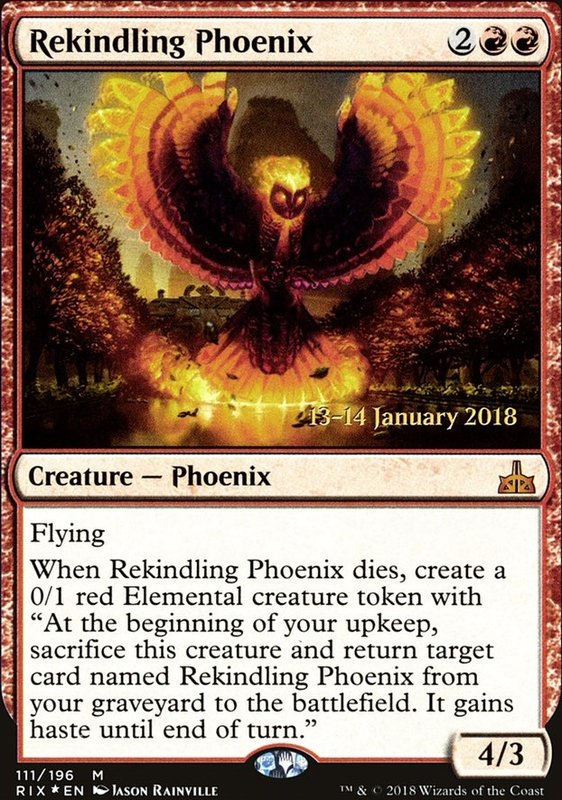 Rekindling Phoenix 2
13-14 January 2018
Creature — Phoenix
Flying
When Rekindling Phoenix dies, create a
0/1 red Elemental creature token with
“At the beginning of your upkeep,
sacrifice this creature and return target
card named Rekindling Phoenix from
your graveyard to the battlefield. It gains
haste until end of turn.”
4/3
111/196 M
RIX★EN Jason Rainville
™ & © 2018 Wizards of the Coast